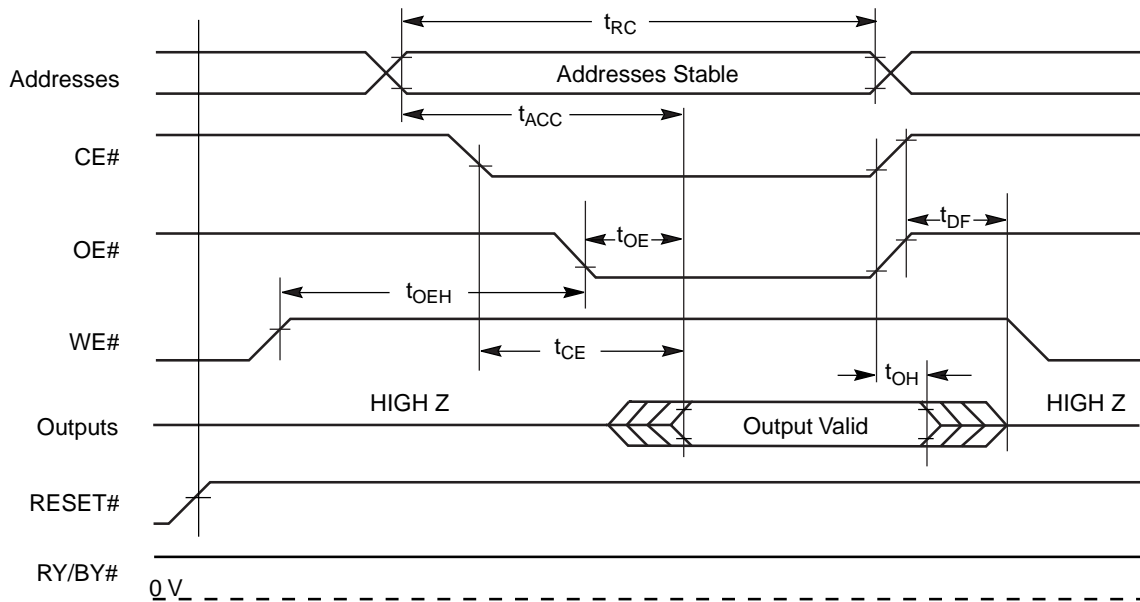 tRC
Addresses
Addresses Stable
tACC
CE#
tDF
OE#
tOE
tOEH
WE#
tCE
tOH
HIGH Z
HIGH Z
Outputs
Output Valid
RESET#
RY/BY#
0 V